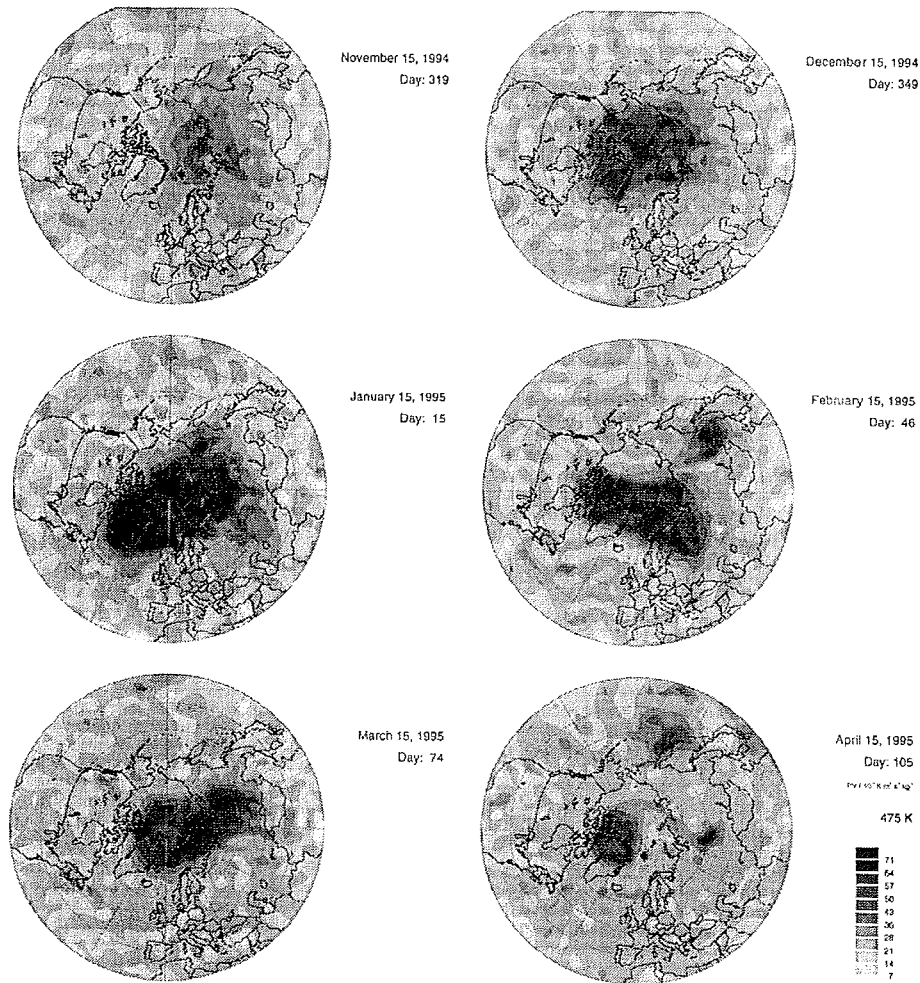 November 15, 1994
Day: 319
December 15, 1994
Day: 349
January 15, 1995
Day: 15
February 15, 1995
Day: 46
March 15, 1995
Day: 74
April 15, 1995
Day: 105
475 K
71
64
57
50
43
36
28
21
14
7